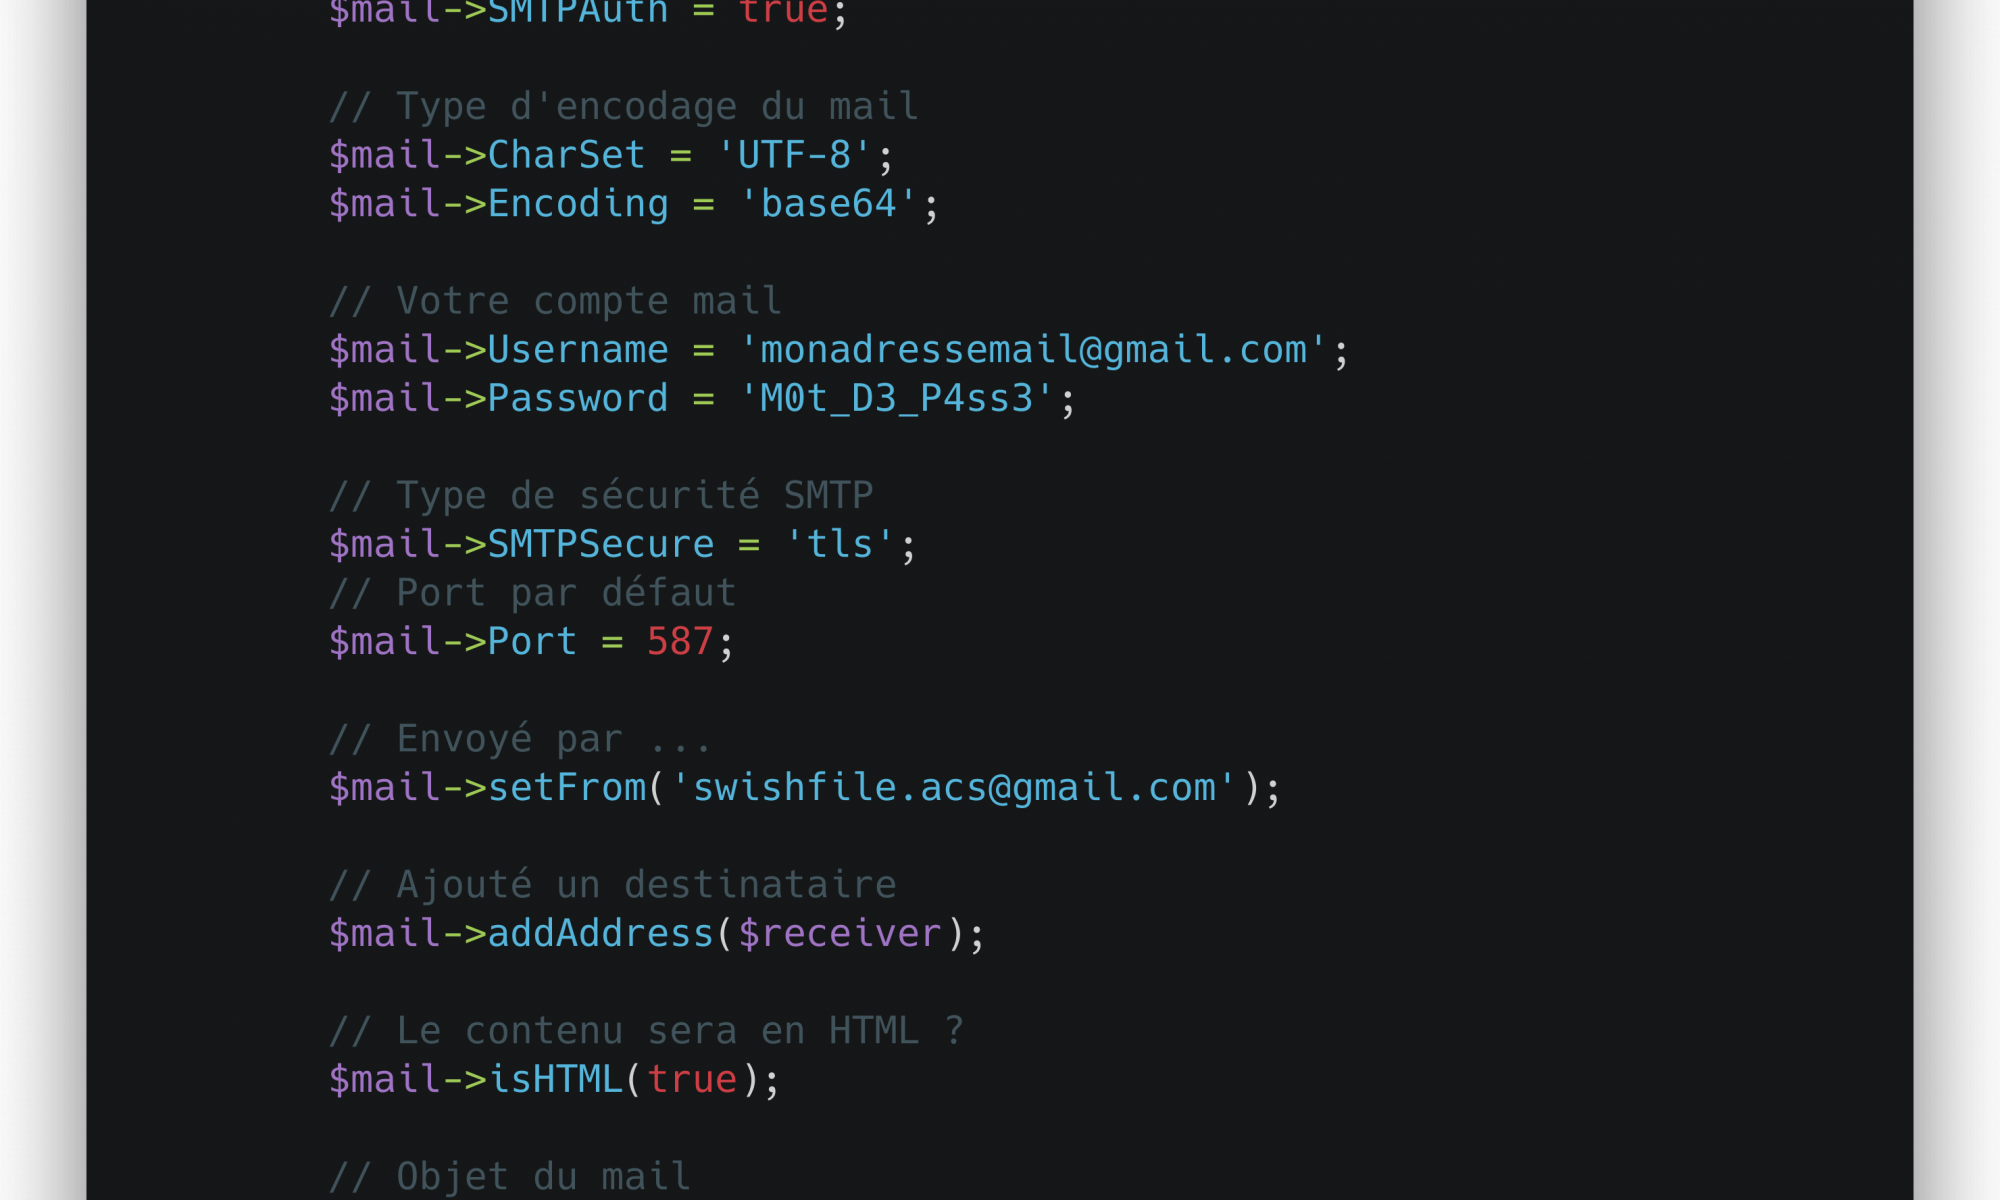 $mail->SMTPAuth = true;
// Type d'encodage du mail
$mail->CharSet = 'UTF-8';
$mail->Encoding = 'base64';
// Votre compte mail
$mail->Username = 'monadressemail@gmail.com';
$mail->Password = 'M0t_D3_P4ss3';
// Type de sécurité SMTP
$mail->SMTPSecure = 'tls';
// Port par défaut
$mail->Port = 587;
// Envoyé par ...
$mail->setFrom('swishfile.acs@gmail.com');
// Ajouté un destinataire
$mail->addAddress($receiver);
// Le contenu sera en HTML ?
$mail->isHTML(true);
// Objet du mail